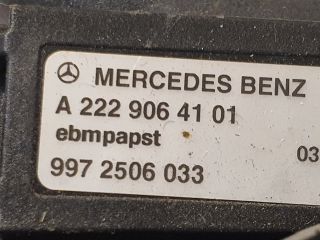 MERCEDES BENZ
A 222 906 41 01
ebmpapst
03
997 2506 033